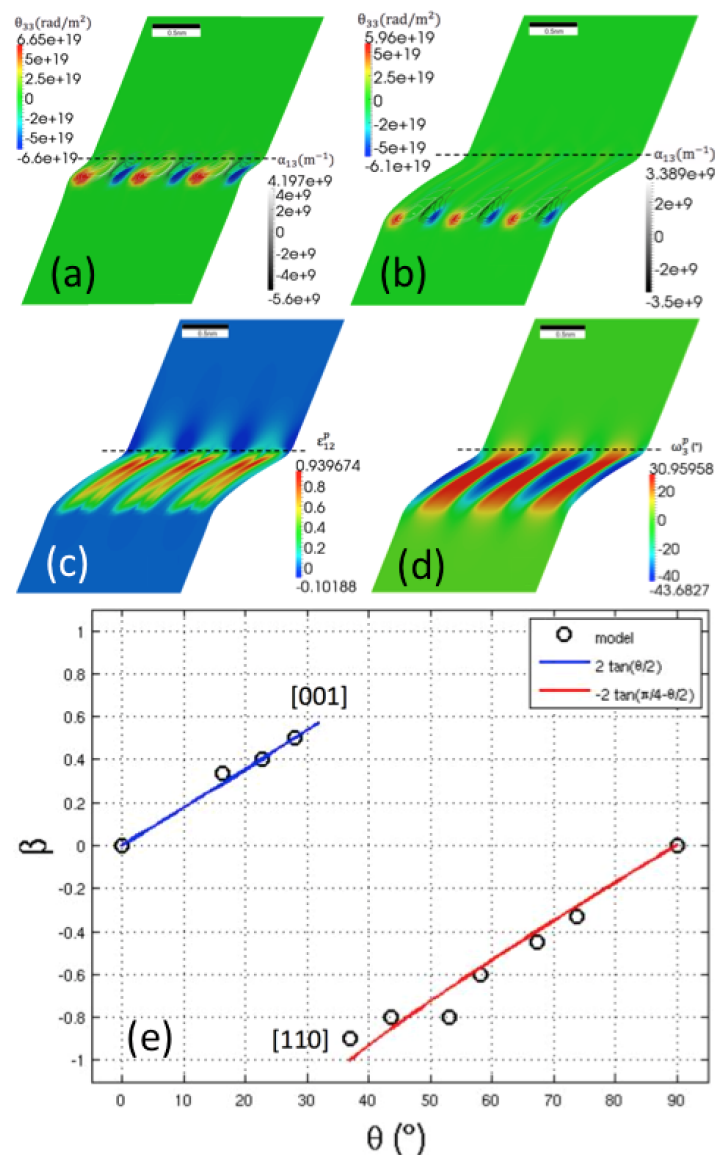 θ₃₃(rad/m²)
6.65e+19
5e+19
2.5e+19
0
-2e+19
-5e+19
-6.6e+19
0.5nm
α₁₃(m⁻¹)
4.197e+9
4e+9
2e+9
0
-2e+9
-4e+9
-5.6e+9
(a)
θ₃₃(rad/m²)
5.96e+19
5e+19
2.5e+19
0
-2e+19
-5e+19
-6.1e+19
0.5nm
α₁₃(m⁻¹)
3.389e+9
2e+9
0
-2e+9
-3.5e+9
(b)
0.5nm
εᵖ₁₂
0.939674
0.8
0.6
0.4
0.2
0
-0.10188
(c)
0.5nm
ωᵖ₃ (°)
30.95958
20
0
-20
-40
-43.6827
(d)
1
0.8
0.6
0.4
0.2
0
-0.2
-0.4
-0.6
-0.8
-1
β
model
2 tan(θ/2)
-2 tan(π/4-θ/2)
[001]
[110]
(e)
0 10 20 30 40 50 60 70 80 90
θ (°)